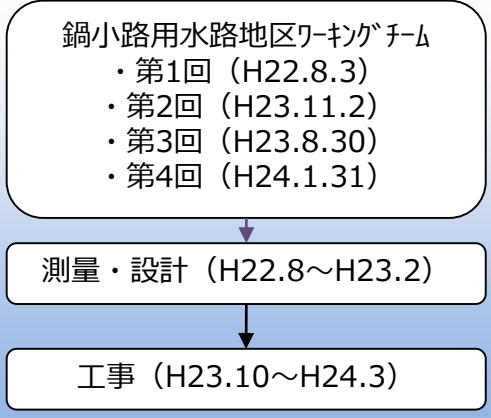 鍋小路用水路地区ﾜｰｷﾝｸﾞﾁｰﾑ
・第1回（H22.8.3）
・第2回（H23.11.2）
・第3回（H23.8.30）
・第4回（H24.1.31）
測量・設計（H22.8～H23.2）
工事（H23.10～H24.3）